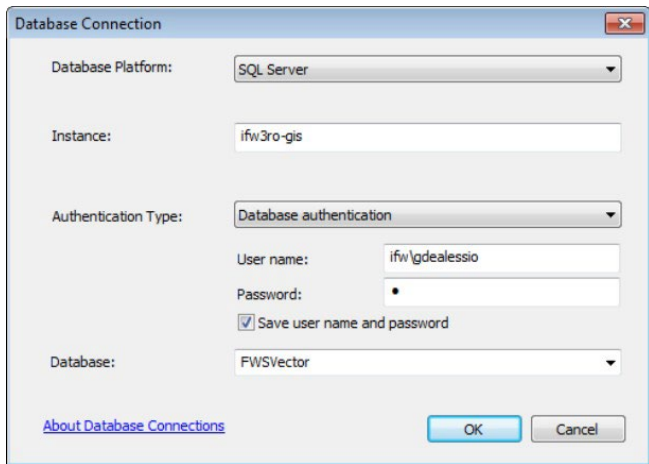 Database Connection
Database Platform: SQL Server
Instance: ifw3ro-gis
Authentication Type: Database authentication
User name: ifw\gdealessio
Password: •
Save user name and password
Database: FWSVector
About Database Connections OK Cancel